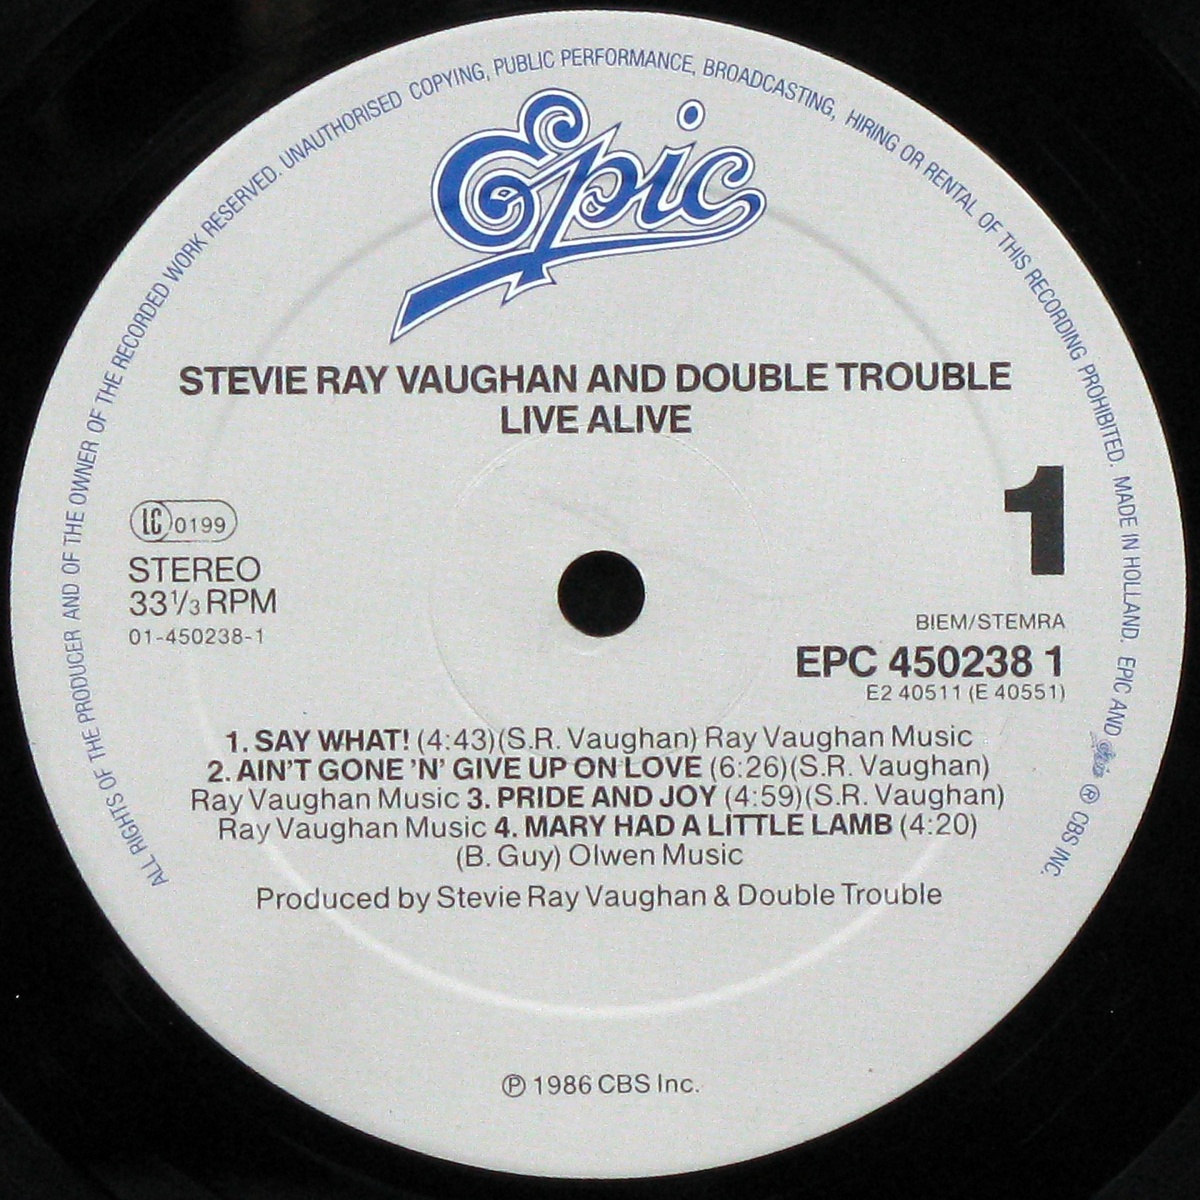 ALL RIGHTS OF THE PRODUCER AND OF THE OWNER OF THE RECORDED WORK RESERVED. UNAUTHORISED COPYING, PUBLIC PERFORMANCE, BROADCASTING, HIRING OR RENTAL OF THIS RECORDING PROHIBITED. MADE IN HOLLAND. EPIC AND Epic ® CBS INC.
Epic
STEVIE RAY VAUGHAN AND DOUBLE TROUBLE
LIVE ALIVE
1
LC 0199
STEREO
33 1/3 RPM
01-450238-1
BIEM/STEMRA
EPC 450238 1
E2 40511 (E 40551)
1. SAY WHAT! (4:43)(S.R. Vaughan) Ray Vaughan Music
2. AIN'T GONE 'N' GIVE UP ON LOVE (6:26)(S.R. Vaughan)
Ray Vaughan Music 3. PRIDE AND JOY (4:59)(S.R. Vaughan)
Ray Vaughan Music 4. MARY HAD A LITTLE LAMB (4:20)
(B. Guy) Olwen Music
Produced by Stevie Ray Vaughan & Double Trouble
℗ 1986 CBS Inc.